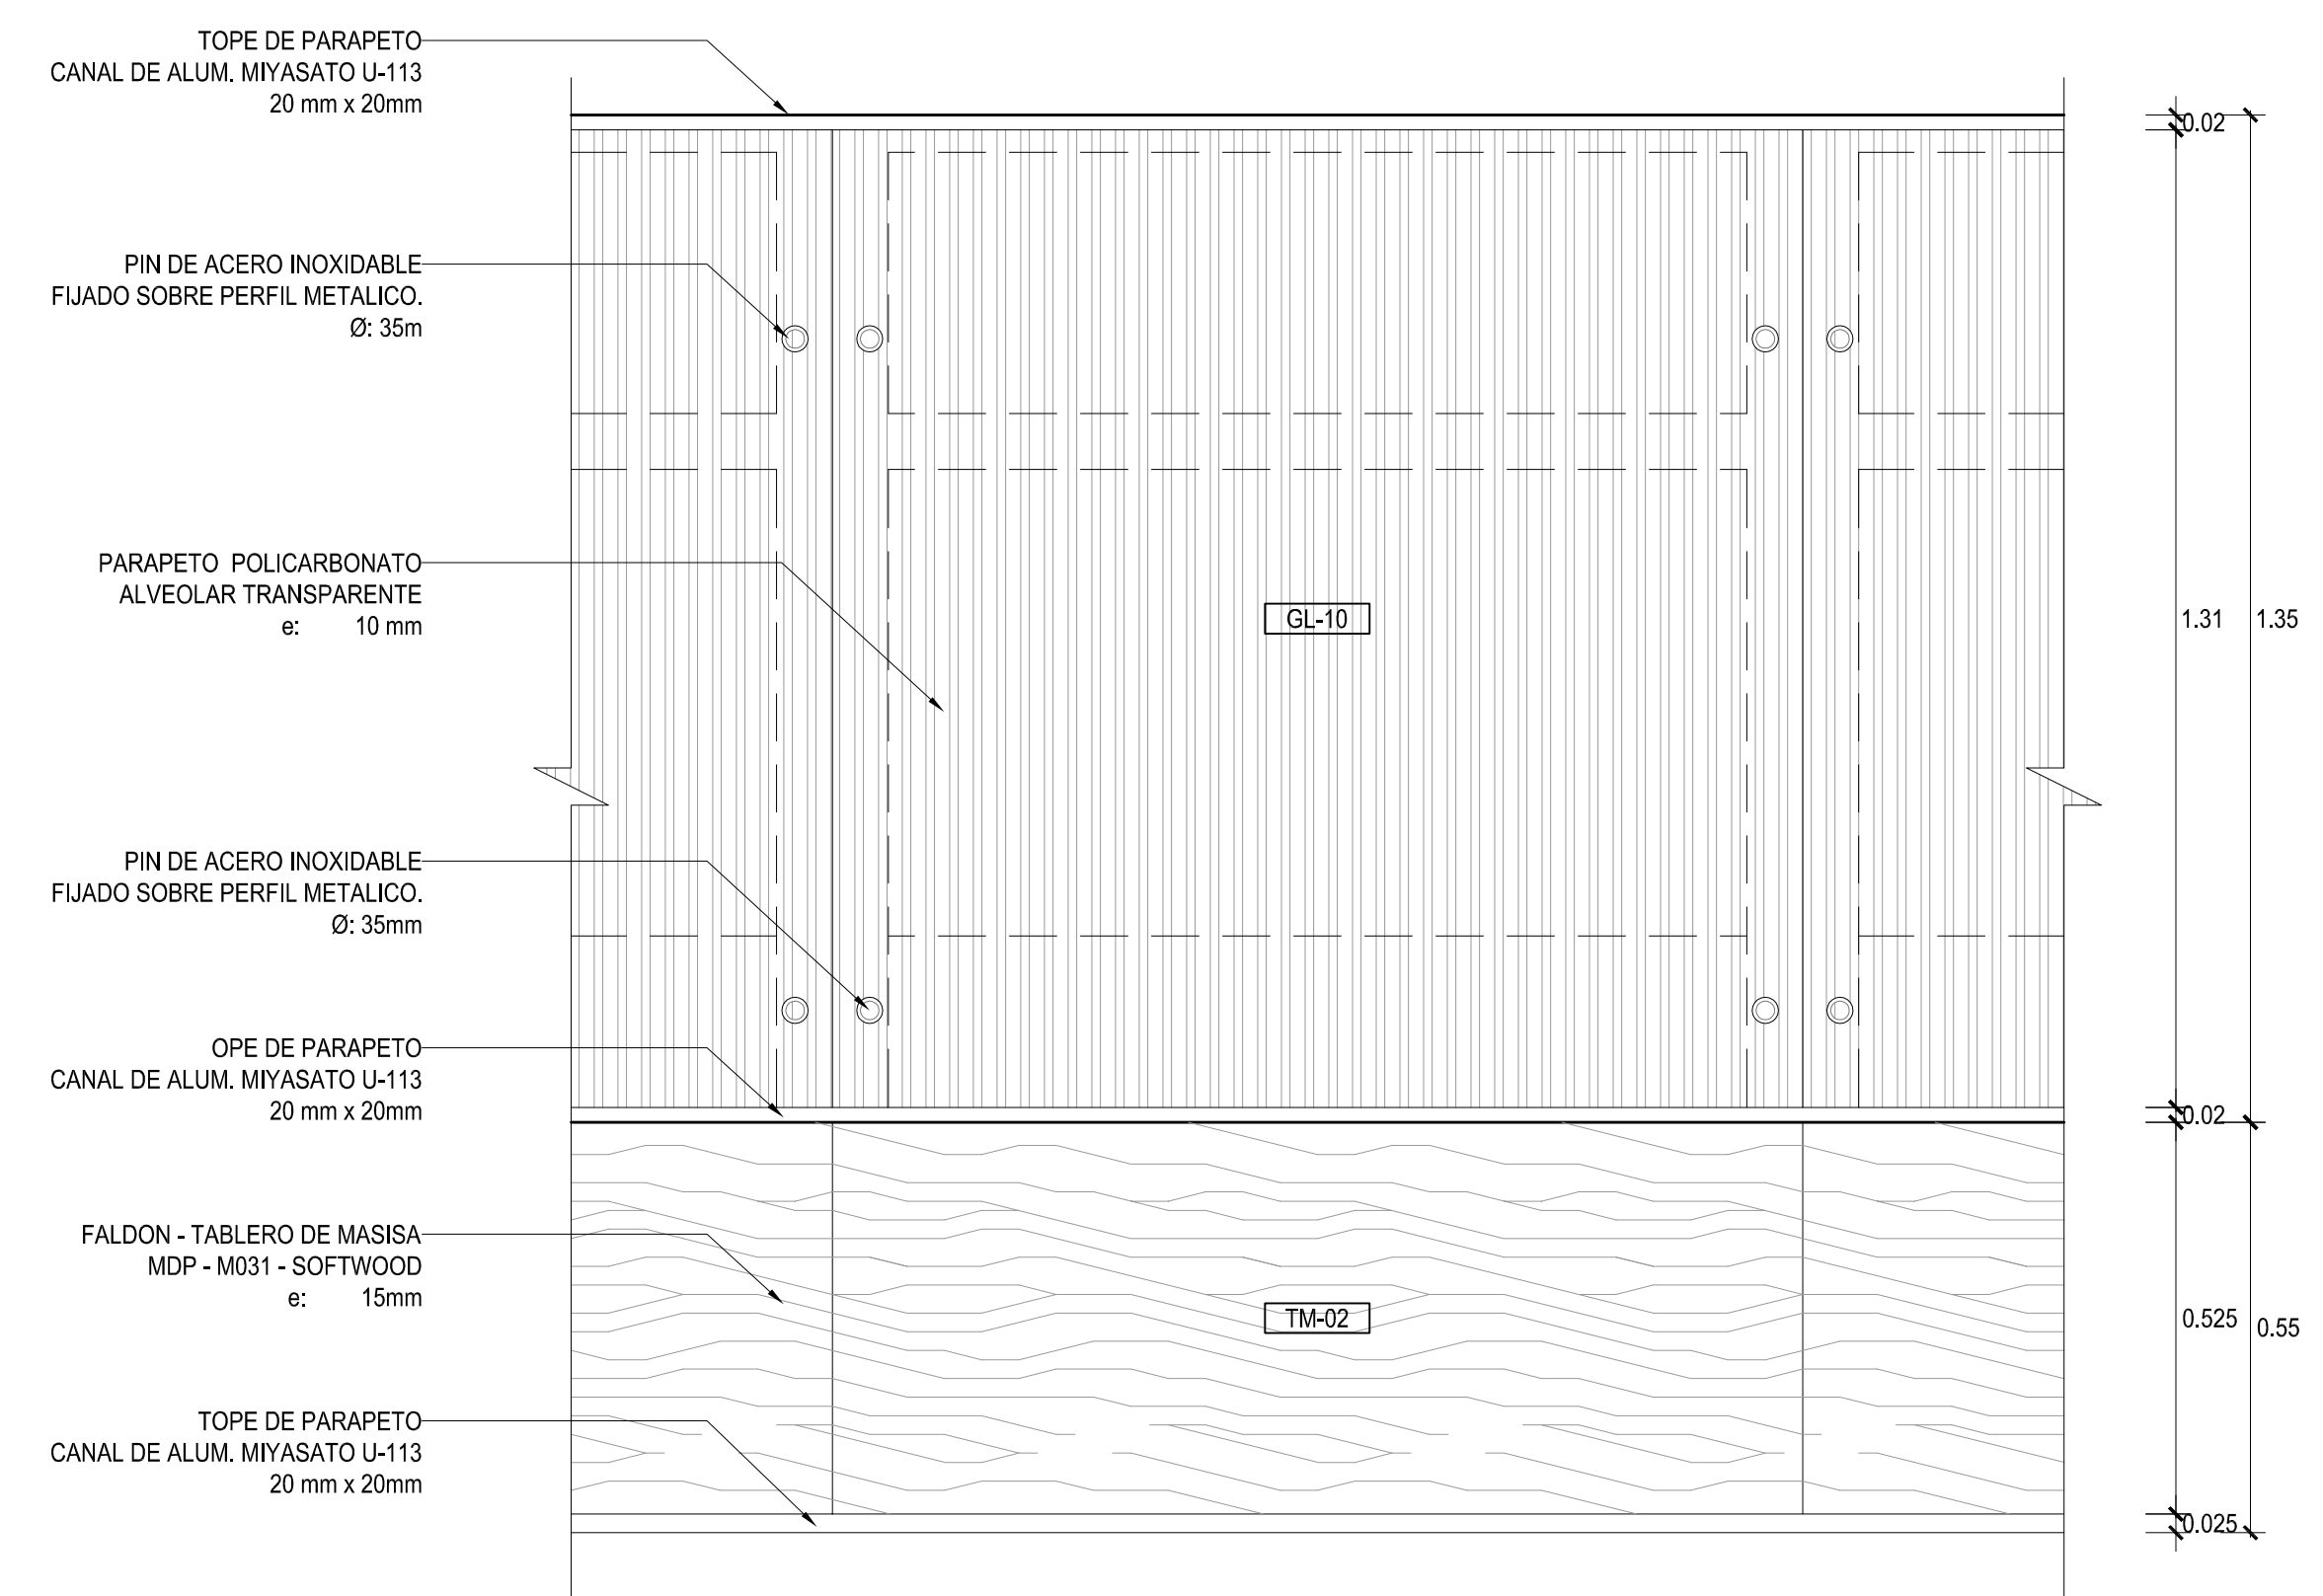 TOPE DE PARAPETO
CANAL DE ALUM. MIYASATO U-113
20 mm x 20mm
PIN DE ACERO INOXIDABLE
FIJADO SOBRE PERFIL METALICO.
Ø: 35m
PARAPETO POLICARBONATO
ALVEOLAR TRANSPARENTE
e: 10 mm
PIN DE ACERO INOXIDABLE
FIJADO SOBRE PERFIL METALICO.
Ø: 35mm
OPE DE PARAPETO
CANAL DE ALUM. MIYASATO U-113
20 mm x 20mm
FALDON - TABLERO DE MASISA
MDP - M031 - SOFTWOOD
e: 15mm
TOPE DE PARAPETO
CANAL DE ALUM. MIYASATO U-113
20 mm x 20mm
GL-10
TM-02
0.02
1.31
1.35
0.02
0.525
0.55
0.025